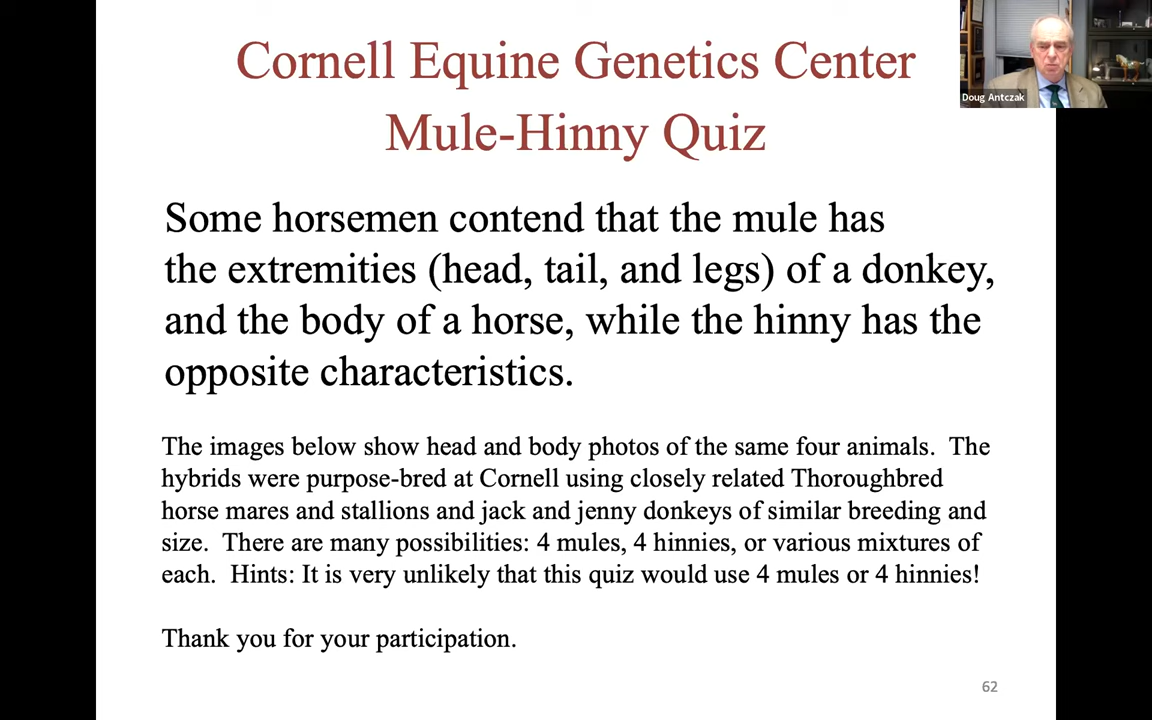 Cornell Equine Genetics Center
Mule-Hinny Quiz
Doug Antczak
Some horsemen contend that the mule has
the extremities (head, tail, and legs) of a donkey,
and the body of a horse, while the hinny has the
opposite characteristics.
The images below show head and body photos of the same four animals.  The
hybrids were purpose-bred at Cornell using closely related Thoroughbred
horse mares and stallions and jack and jenny donkeys of similar breeding and
size.  There are many possibilities: 4 mules, 4 hinnies, or various mixtures of
each.  Hints: It is very unlikely that this quiz would use 4 mules or 4 hinnies!
Thank you for your participation.
62